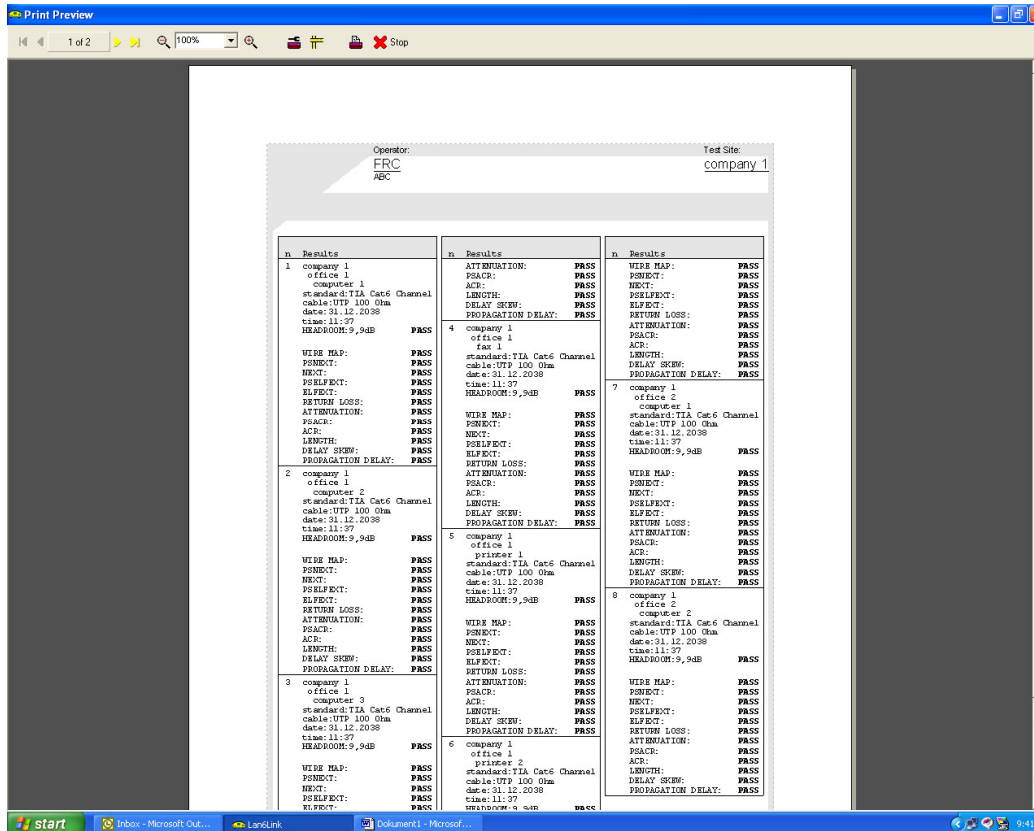 Print Preview
1 of 2
100%
Stop
Operator:
FRC
ABC
Test Site:
company 1
n Results
1 company 1
office 1
computer 1
standard:TIA Cat6 Channel
cable:UTP 100 Ohm
date:31.12.2038
time:11:37
HEADROOM:9,9dB PASS
WIRE MAP: PASS
PSNEXT: PASS
NEXT: PASS
PSELFEXT: PASS
ELFEXT: PASS
RETURN LOSS: PASS
ATTENUATION: PASS
PSACR: PASS
ACR: PASS
LENGTH: PASS
DELAY SKEW: PASS
PROPAGATION DELAY: PASS
2 company 1
office 1
computer 2
standard:TIA Cat6 Channel
cable:UTP 100 Ohm
date:31.12.2038
time:11:37
HEADROOM:9,9dB PASS
WIRE MAP: PASS
PSNEXT: PASS
NEXT: PASS
PSELFEXT: PASS
ELFEXT: PASS
RETURN LOSS: PASS
ATTENUATION: PASS
PSACR: PASS
ACR: PASS
LENGTH: PASS
DELAY SKEW: PASS
PROPAGATION DELAY: PASS
3 company 1
office 1
computer 3
standard:TIA Cat6 Channel
cable:UTP 100 Ohm
date:31.12.2038
time:11:37
HEADROOM:9,9dB PASS
WIRE MAP: PASS
PSNEXT: PASS
NEXT: PASS
PSELFEXT: PASS
ELFEXT: PASS
n Results
ATTENUATION: PASS
PSACR: PASS
ACR: PASS
LENGTH: PASS
DELAY SKEW: PASS
PROPAGATION DELAY: PASS
4 company 1
office 1
fax 1
standard:TIA Cat6 Channel
cable:UTP 100 Ohm
date:31.12.2038
time:11:37
HEADROOM:9,9dB PASS
WIRE MAP: PASS
PSNEXT: PASS
NEXT: PASS
PSELFEXT: PASS
ELFEXT: PASS
RETURN LOSS: PASS
ATTENUATION: PASS
PSACR: PASS
ACR: PASS
LENGTH: PASS
DELAY SKEW: PASS
PROPAGATION DELAY: PASS
5 company 1
office 1
printer 1
standard:TIA Cat6 Channel
cable:UTP 100 Ohm
date:31.12.2038
time:11:37
HEADROOM:9,9dB PASS
WIRE MAP: PASS
PSNEXT: PASS
NEXT: PASS
PSELFEXT: PASS
ELFEXT: PASS
RETURN LOSS: PASS
ATTENUATION: PASS
PSACR: PASS
ACR: PASS
LENGTH: PASS
DELAY SKEW: PASS
PROPAGATION DELAY: PASS
6 company 1
office 1
printer 2
standard:TIA Cat6 Channel
cable:UTP 100 Ohm
date:31.12.2038
time:11:37
HEADROOM:9,9dB PASS
n Results
WIRE MAP: PASS
PSNEXT: PASS
NEXT: PASS
PSELFEXT: PASS
ELFEXT: PASS
RETURN LOSS: PASS
ATTENUATION: PASS
PSACR: PASS
ACR: PASS
LENGTH: PASS
DELAY SKEW: PASS
PROPAGATION DELAY: PASS
7 company 1
office 2
computer 1
standard:TIA Cat6 Channel
cable:UTP 100 Ohm
date:31.12.2038
time:11:37
HEADROOM:9,9dB PASS
WIRE MAP: PASS
PSNEXT: PASS
NEXT: PASS
PSELFEXT: PASS
ELFEXT: PASS
RETURN LOSS: PASS
ATTENUATION: PASS
PSACR: PASS
ACR: PASS
LENGTH: PASS
DELAY SKEW: PASS
PROPAGATION DELAY: PASS
8 company 1
office 2
computer 2
standard:TIA Cat6 Channel
cable:UTP 100 Ohm
date:31.12.2038
time:11:37
HEADROOM:9,9dB PASS
WIRE MAP: PASS
PSNEXT: PASS
NEXT: PASS
PSELFEXT: PASS
ELFEXT: PASS
RETURN LOSS: PASS
ATTENUATION: PASS
PSACR: PASS
ACR: PASS
LENGTH: PASS
DELAY SKEW: PASS
PROPAGATION DELAY: PASS
start
Inbox - Microsoft Out...
Lan6Link
Dokument1 - Microsof...
9:41